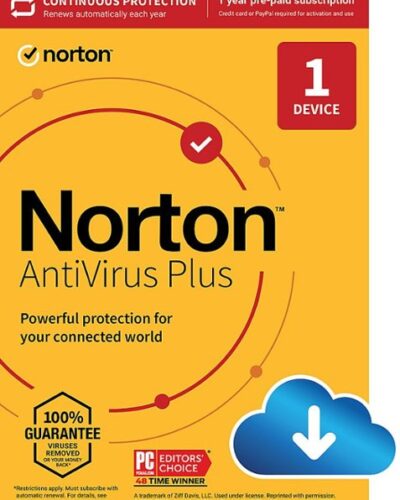 CONTINUOUS PROTECTION
Renews automatically each year
1 year pre-paid subscription
Credit card or PayPal required for activation and use
norton
1
DEVICE
Norton™
AntiVirus Plus
Powerful protection for
your connected world
100%
GUARANTEE
VIRUSES
REMOVED
OR YOUR
MONEY BACK*
PC
EDITORS'
CHOICE
48 TIME WINNER
*Restrictions apply. Must subscribe with
automatic renewal. For details, see
A trademark of Ziff Davis, LLC. Used under license. Reprinted with permission.